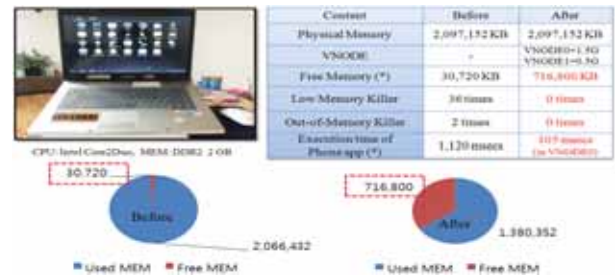 Content Before After
Physical Memory 2,097,152 KB 2,097,152 KB
VNODE - VNODE0=1.5G
VNODE1=0.5G
Free Memory (*) 30,720 KB 716,800 KB
Low Memory Killer 36 times 0 times
Out-of-Memory Killer 2 times 0 times
Execution time of
Phone app (*) 1,120 msecs
(in VNODE0)
CPU: Intel Core2Duo, MEM: DDR2 2 GB
30,720
Before
2,066,432
Used MEM Free MEM
716,800
After
1,380,352
Used MEM Free MEM